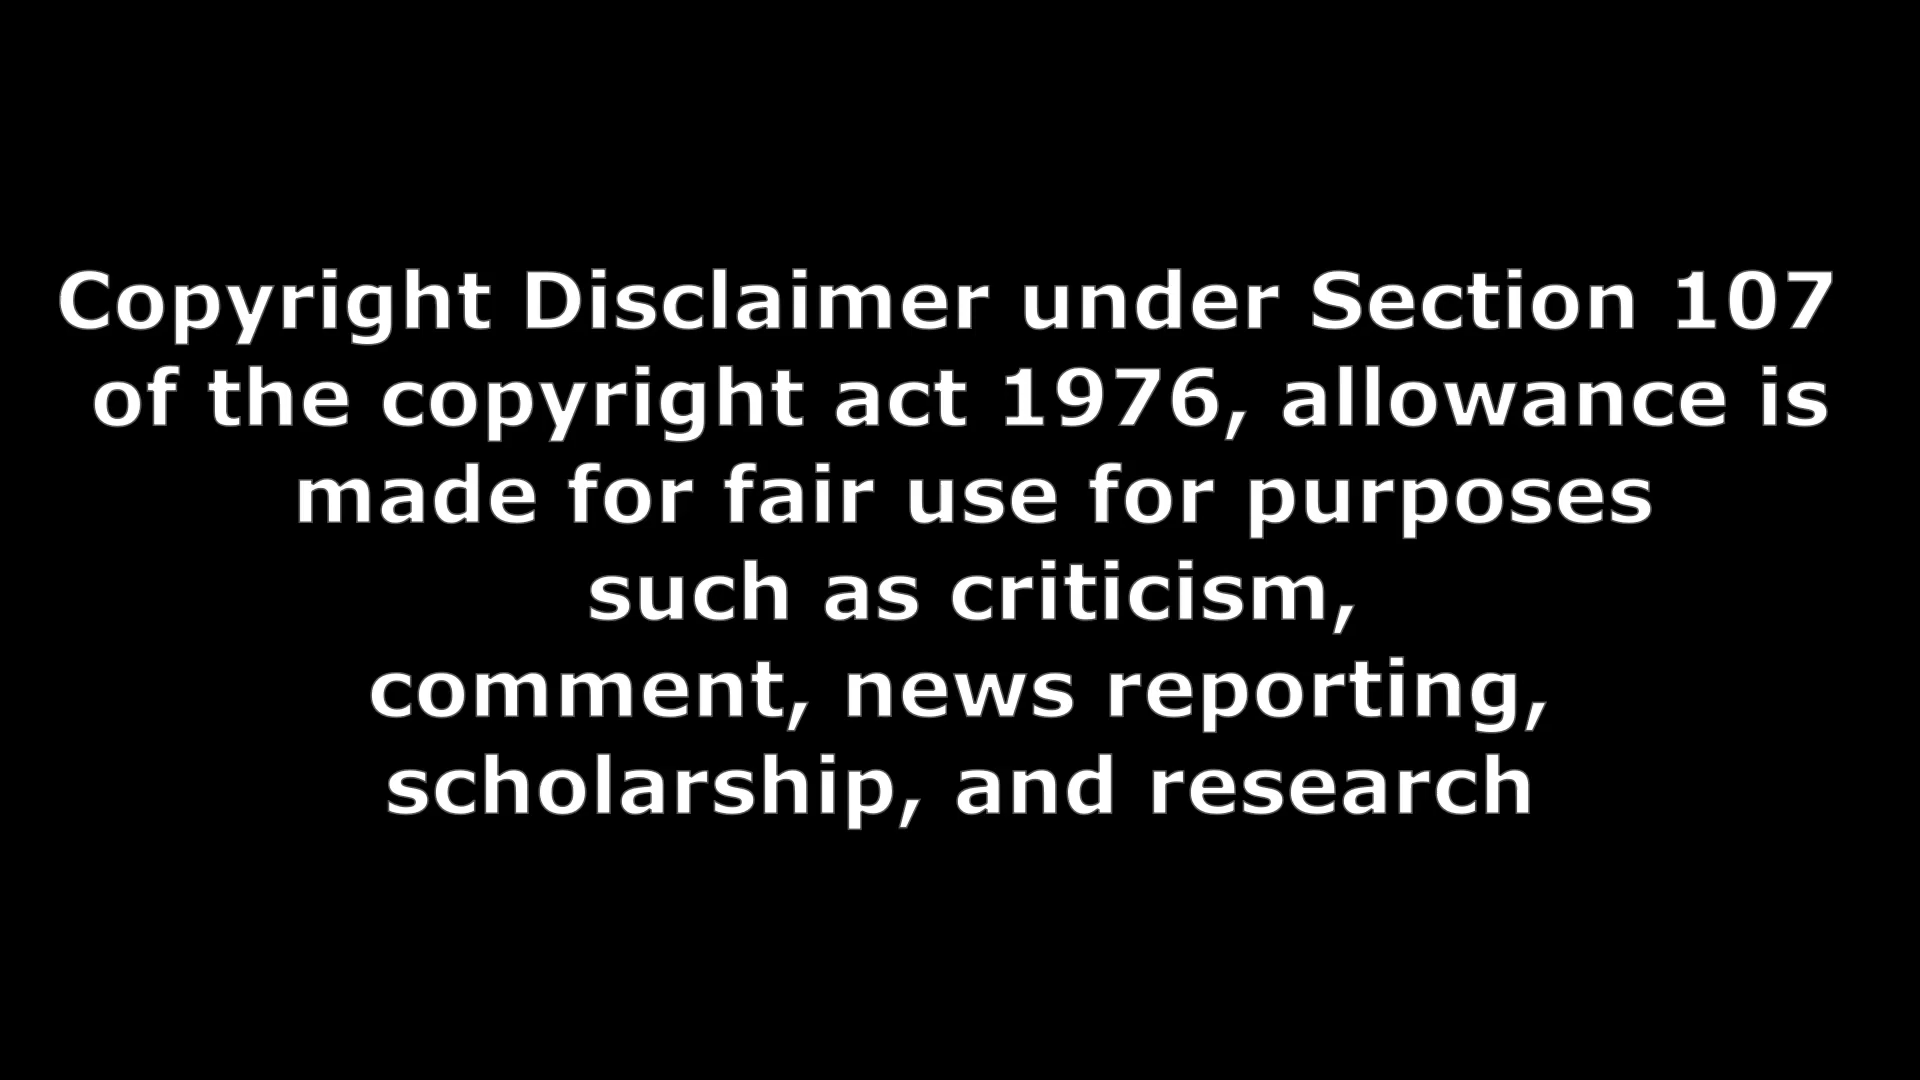 Copyright Disclaimer under Section 107
of the copyright act 1976, allowance is
made for fair use for purposes
such as criticism,
comment, news reporting,
scholarship, and research